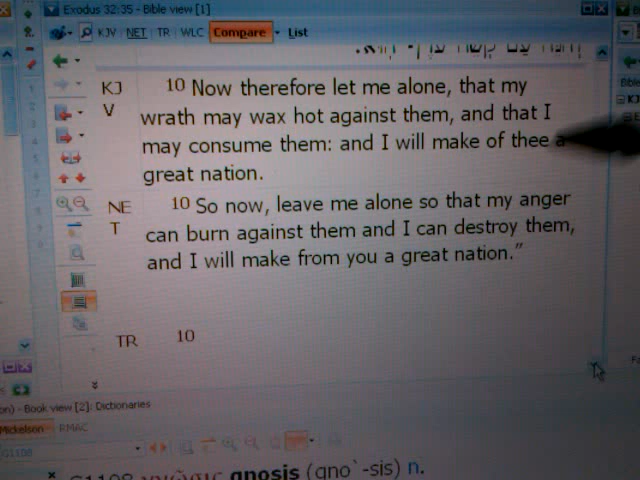 Exodus 32:35 - Bible view [1]
KJV NET TR WLC Compare List
KJ V 10 Now therefore let me alone, that my
wrath may wax hot against them, and that I
may consume them: and I will make of thee a
great nation.
NE T 10 So now, leave me alone so that my anger
can burn against them and I can destroy them,
and I will make from you a great nation.”
TR 10
on) - Book view [2]: Dictionaries
Mickelson RMAC
G1108
G1108 γνῶσις gnosis (gno`-sis) n.